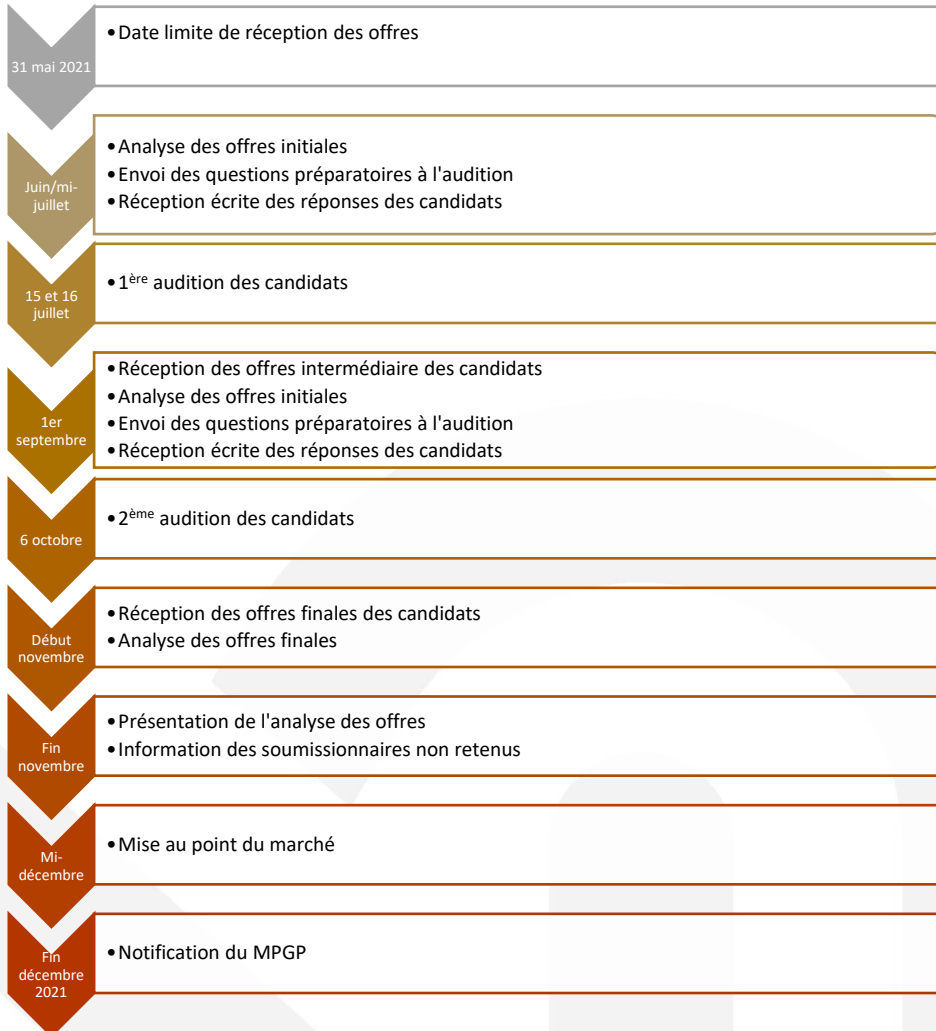 31 mai 2021
•Date limite de réception des offres
Juin/mi-
juillet
•Analyse des offres initiales
•Envoi des questions préparatoires à l'audition
•Réception écrite des réponses des candidats
15 et 16
juillet
•1ère audition des candidats
1er
septembre
•Réception des offres intermédiaire des candidats
•Analyse des offres initiales
•Envoi des questions préparatoires à l'audition
•Réception écrite des réponses des candidats
6 octobre
•2ème audition des candidats
Début
novembre
•Réception des offres finales des candidats
•Analyse des offres finales
Fin
novembre
•Présentation de l'analyse des offres
•Information des soumissionnaires non retenus
Mi-
décembre
•Mise au point du marché
Fin
décembre
2021
•Notification du MPGP